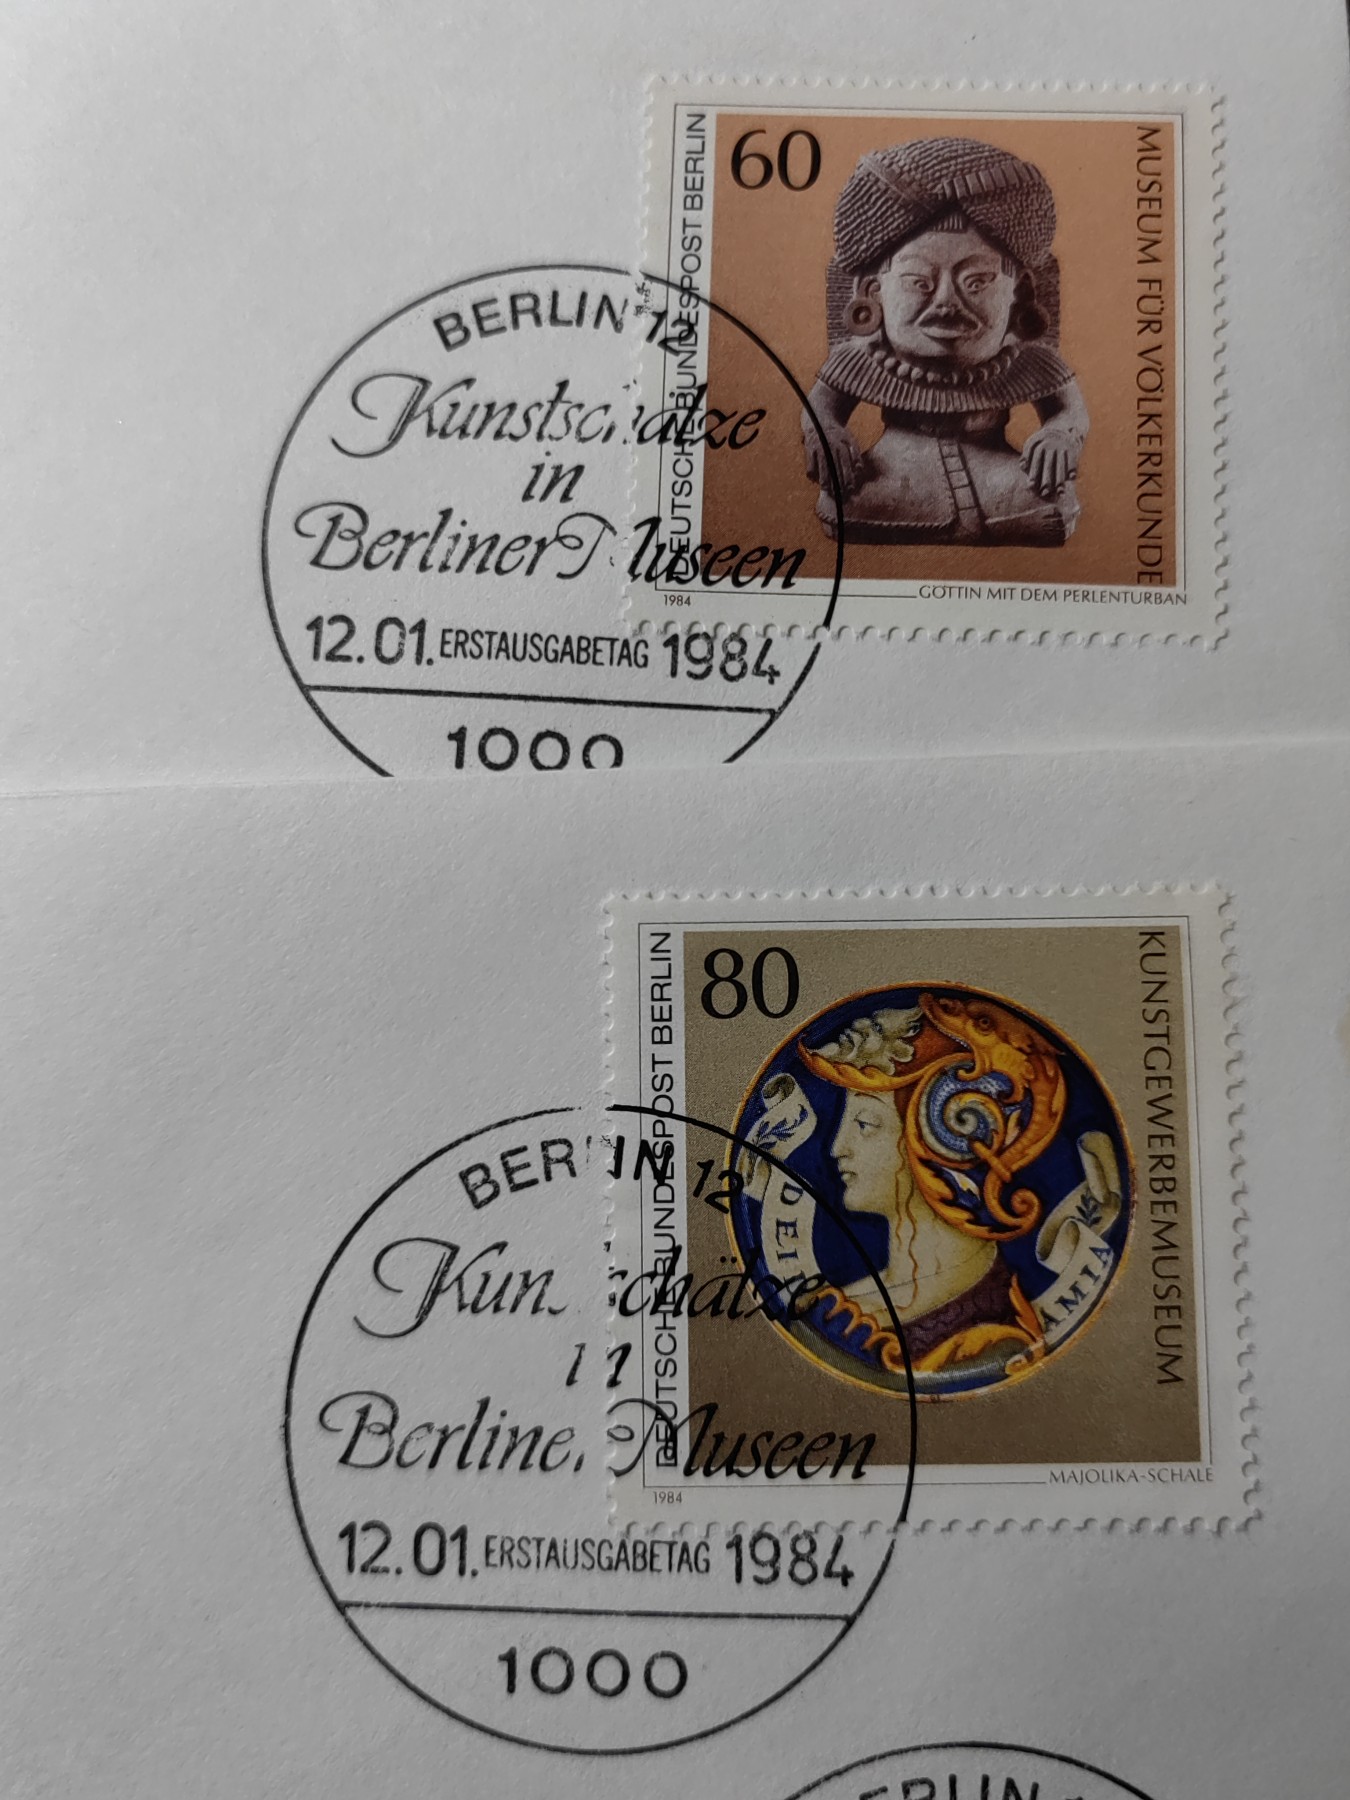 60
DEUTSCHE BUNDESPOST BERLIN
MUSEUM FÜR VÖLKERKUNDE
GÖTTIN MIT DEM PERLENTURBAN
1984
BERLIN 12
Kunstschätze
in
Berliner Museen
12.01. ERSTAUSGABETAG 1984
1000
80
DEUTSCHE BUNDESPOST BERLIN
KUNSTGEWERBEMUSEUM
DEIA
AMIA
MAJOLIKA-SCHALE
1984
BERLIN 12
Kunstschätze
in
Berliner Museen
12.01. ERSTAUSGABETAG 1984
1000
BERLIN